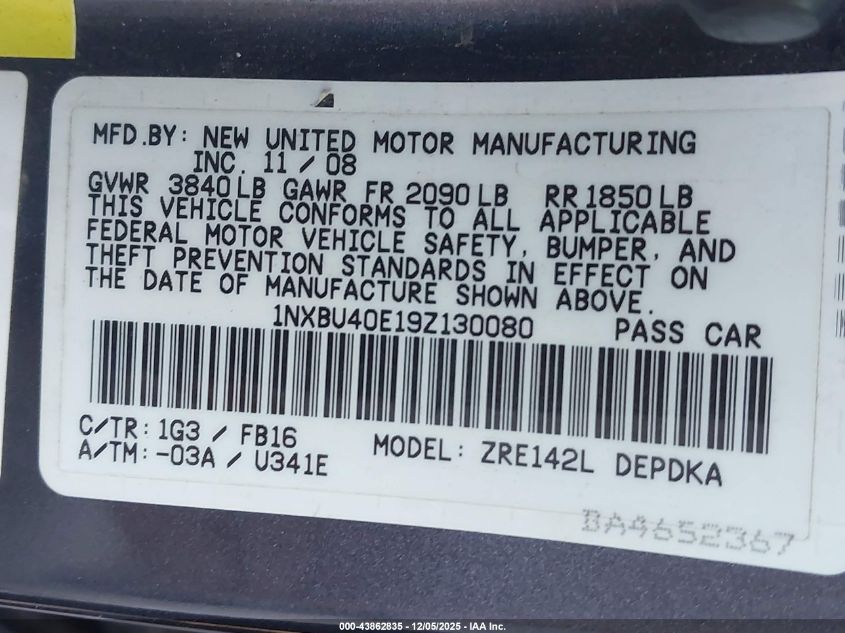 MFD.BY: NEW UNITED MOTOR MANUFACTURING
INC. 11 / 08
GVWR 3840 LB GAWR FR 2090 LB RR 1850 LB
THIS VEHICLE CONFORMS TO ALL APPLICABLE
FEDERAL MOTOR VEHICLE SAFETY, BUMPER, AND
THEFT PREVENTION STANDARDS IN EFFECT ON
THE DATE OF MANUFACTURE SHOWN ABOVE.
1NXBU40E19Z130080 PASS CAR
C/TR: 1G3 / FB16
A/TM: -03A / U341E
MODEL: ZRE142L DEPDKA
BA4652367
000-43862835 - 12/05/2025 - IAA Inc.